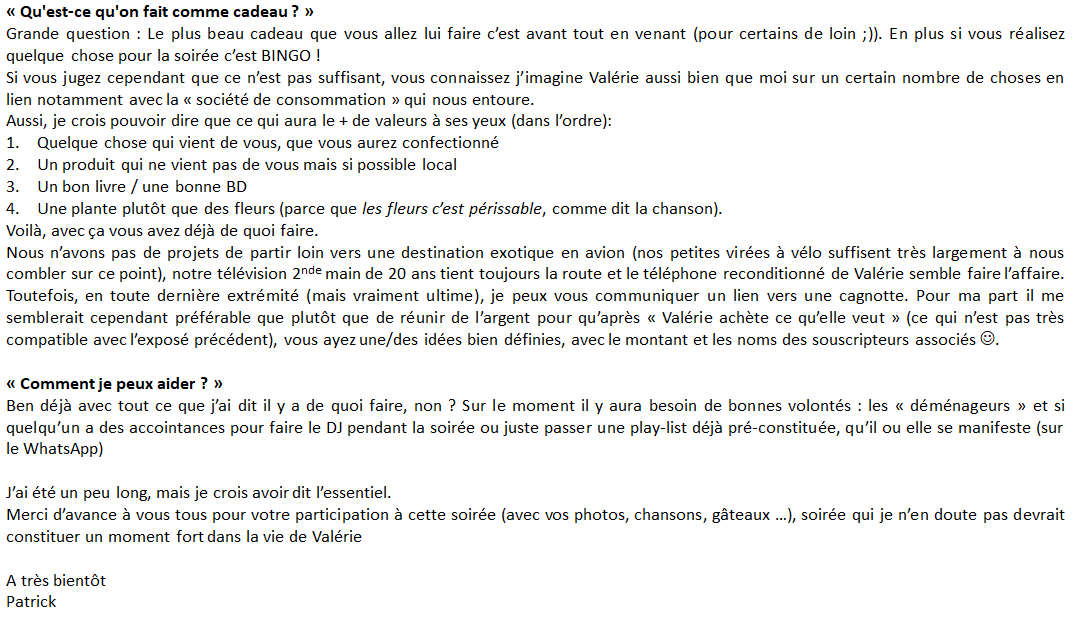 « Qu'est-ce qu'on fait comme cadeau ? »
Grande question : Le plus beau cadeau que vous allez lui faire c’est avant tout en venant (pour certains de loin ;)). En plus si vous réalisez
quelque chose pour la soirée c’est BINGO !
Si vous jugez cependant que ce n’est pas suffisant, vous connaissez j’imagine Valérie aussi bien que moi sur un certain nombre de choses en
lien notamment avec la « société de consommation » qui nous entoure.
Aussi, je crois pouvoir dire que ce qui aura le + de valeurs à ses yeux (dans l’ordre):
1. Quelque chose qui vient de vous, que vous aurez confectionné
2. Un produit qui ne vient pas de vous mais si possible local
3. Un bon livre / une bonne BD
4. Une plante plutôt que des fleurs (parce que les fleurs c’est périssable, comme dit la chanson).
Voilà, avec ça vous avez déjà de quoi faire.
Nous n’avons pas de projets de partir loin vers une destination exotique en avion (nos petites virées à vélo suffisent très largement à nous
combler sur ce point), notre télévision 2nde main de 20 ans tient toujours la route et le téléphone reconditionné de Valérie semble faire l’affaire.
Toutefois, en toute dernière extrémité (mais vraiment ultime), je peux vous communiquer un lien vers une cagnotte. Pour ma part il me
semblerait cependant préférable que plutôt que de réunir de l’argent pour qu’après « Valérie achète ce qu’elle veut » (ce qui n’est pas très
compatible avec l’exposé précédent), vous ayez une/des idées bien définies, avec le montant et les noms des souscripteurs associés ☺.
« Comment je peux aider ? »
Ben déjà avec tout ce que j’ai dit il y a de quoi faire, non ? Sur le moment il y aura besoin de bonnes volontés : les « déménageurs » et si
quelqu’un a des accointances pour faire le DJ pendant la soirée ou juste passer une play-list déjà pré-constituée, qu’il ou elle se manifeste (sur
le WhatsApp)
J’ai été un peu long, mais je crois avoir dit l’essentiel.
Merci d’avance à vous tous pour votre participation à cette soirée (avec vos photos, chansons, gâteaux …), soirée qui je n’en doute pas devrait
constituer un moment fort dans la vie de Valérie
A très bientôt
Patrick